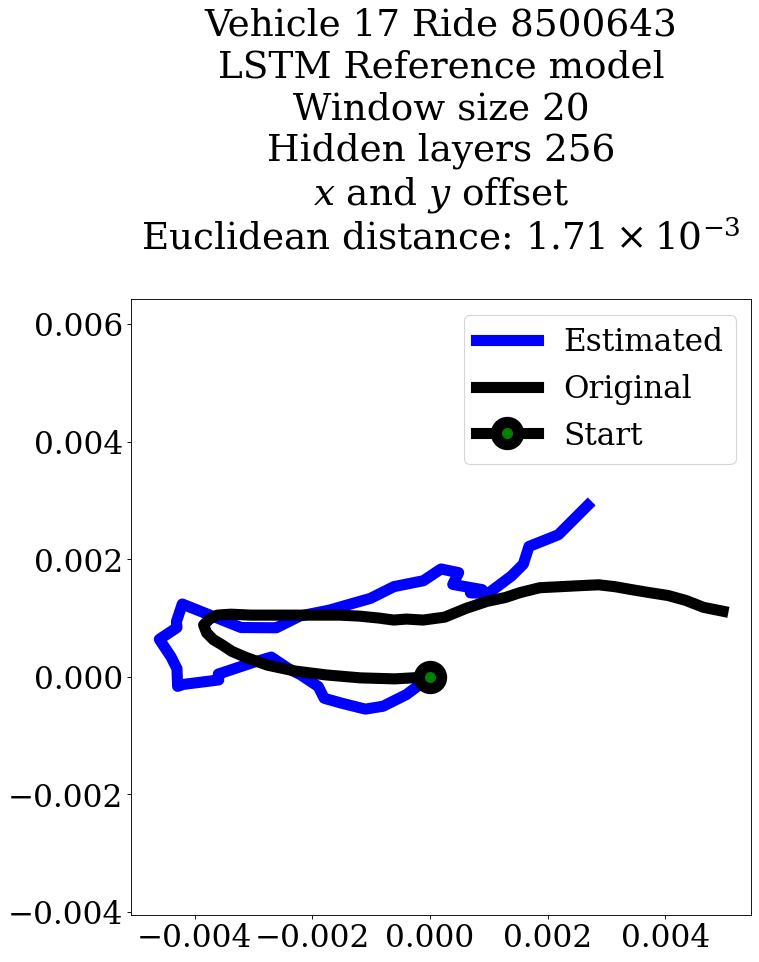 Vehicle 17 Ride 8500643
LSTM Reference model
Window size 20
Hidden layers 256
x and y offset
Euclidean distance: 1.71 × 10⁻³
Estimated
Original
Start
0.006
0.004
0.002
0.000
−0.002
−0.004
−0.004 −0.002 0.000 0.002 0.004